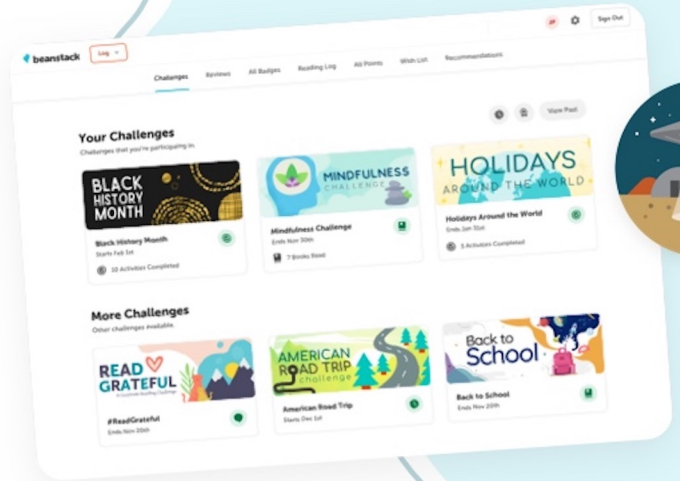 beanstack
Log
Sign Out
Challenges
Reviews
All Badges
Reading Log
All Points
Wish List
Recommendations
View Past
Your Challenges
Challenges that you're participating in.
BLACK
HISTORY
MONTH
Black History Month
Starts Feb 1st
10 Activities Completed
MINDFULNESS
CHALLENGE
Mindfulness Challenge
Ends Nov 30th
7 Books Read
HOLIDAYS
AROUND THE WORLD
Holidays Around the World
Ends Jan 31st
5 Activities Completed
More Challenges
Other challenges available.
READ
GRATEFUL
#ReadGrateful
Ends Nov 30th
AMERICAN
ROAD TRIP
challenge
American Road Trip
Starts Dec 1st
Back to
School
Back to School
Ends Nov 20th